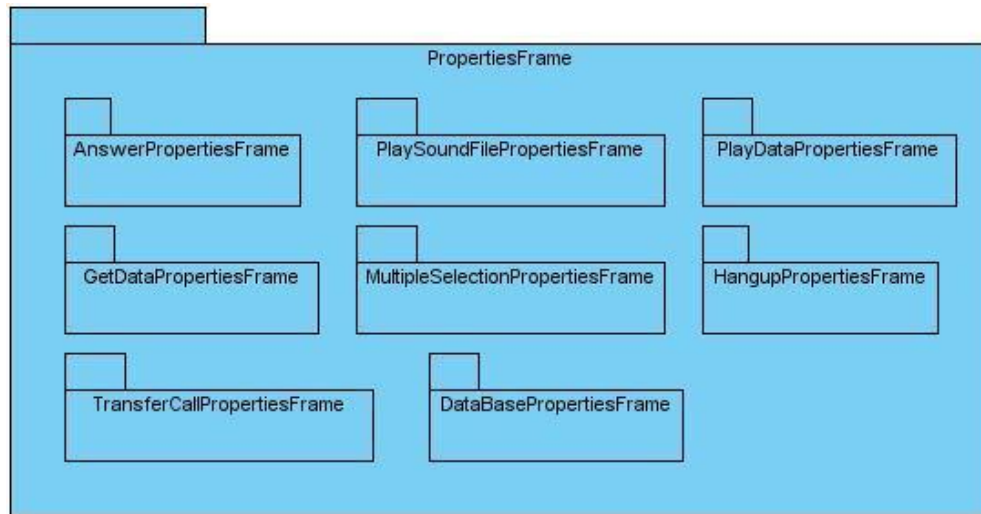 PropertiesFrame
AnswerPropertiesFrame
PlaySoundFilePropertiesFrame
PlayDataPropertiesFrame
GetDataPropertiesFrame
MultipleSelectionPropertiesFrame
HangupPropertiesFrame
TransferCallPropertiesFrame
DataBasePropertiesFrame